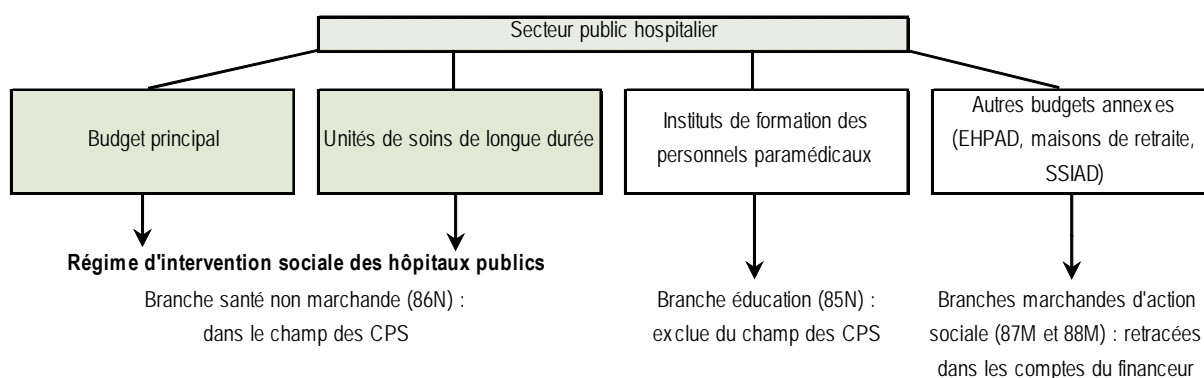 Secteur public hospitalier
Budget principal
Unités de soins de longue durée
Instituts de formation des
personnels paramédicaux
Autres budgets annexes
(EHPAD, maisons de retraite,
SSIAD)
Régime d'intervention sociale des hôpitaux publics
Branche santé non marchande (86N) :
dans le champ des CPS
Branche éducation (85N) :
exclue du champ des CPS
Branches marchandes d'action
sociale (87M et 88M) : retracées
dans les comptes du financeur